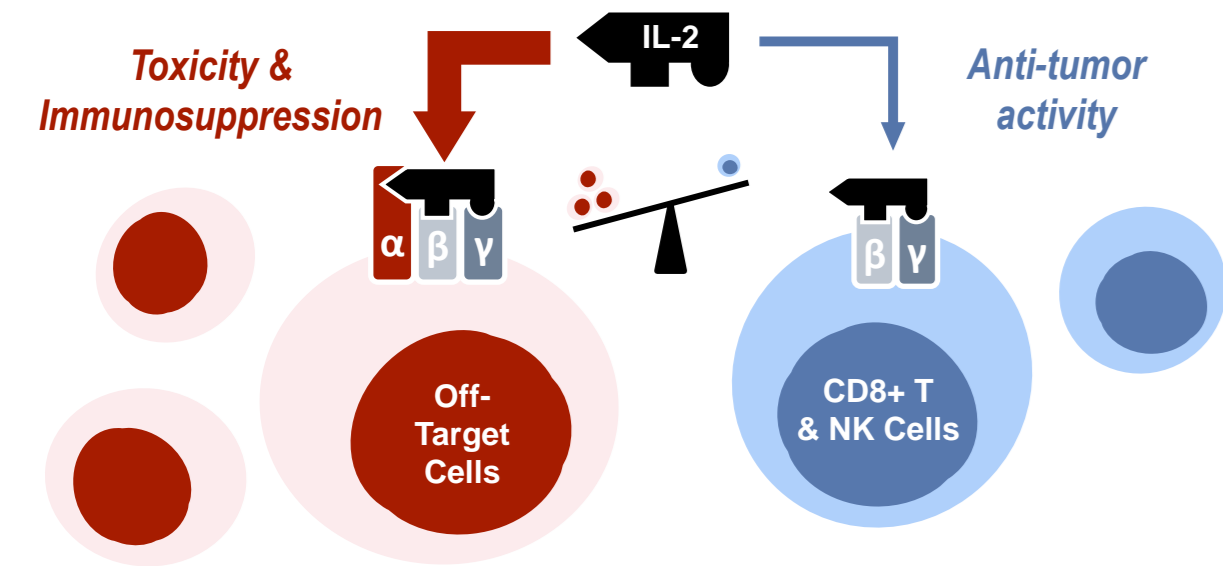 IL-2
Toxicity &
Immunosuppression
Anti-tumor
activity
α β γ
β γ
Off-
Target
Cells
CD8+ T
& NK Cells